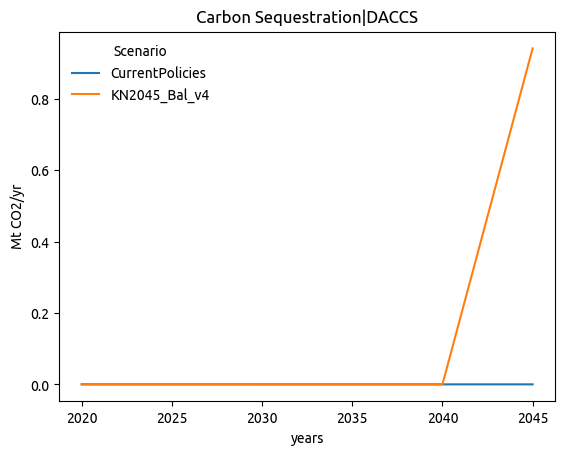 Carbon Sequestration|DACCS
Scenario
CurrentPolicies
KN2045_Bal_v4
Mt CO2/yr
0.8
0.6
0.4
0.2
0.0
2020 2025 2030 2035 2040 2045
years